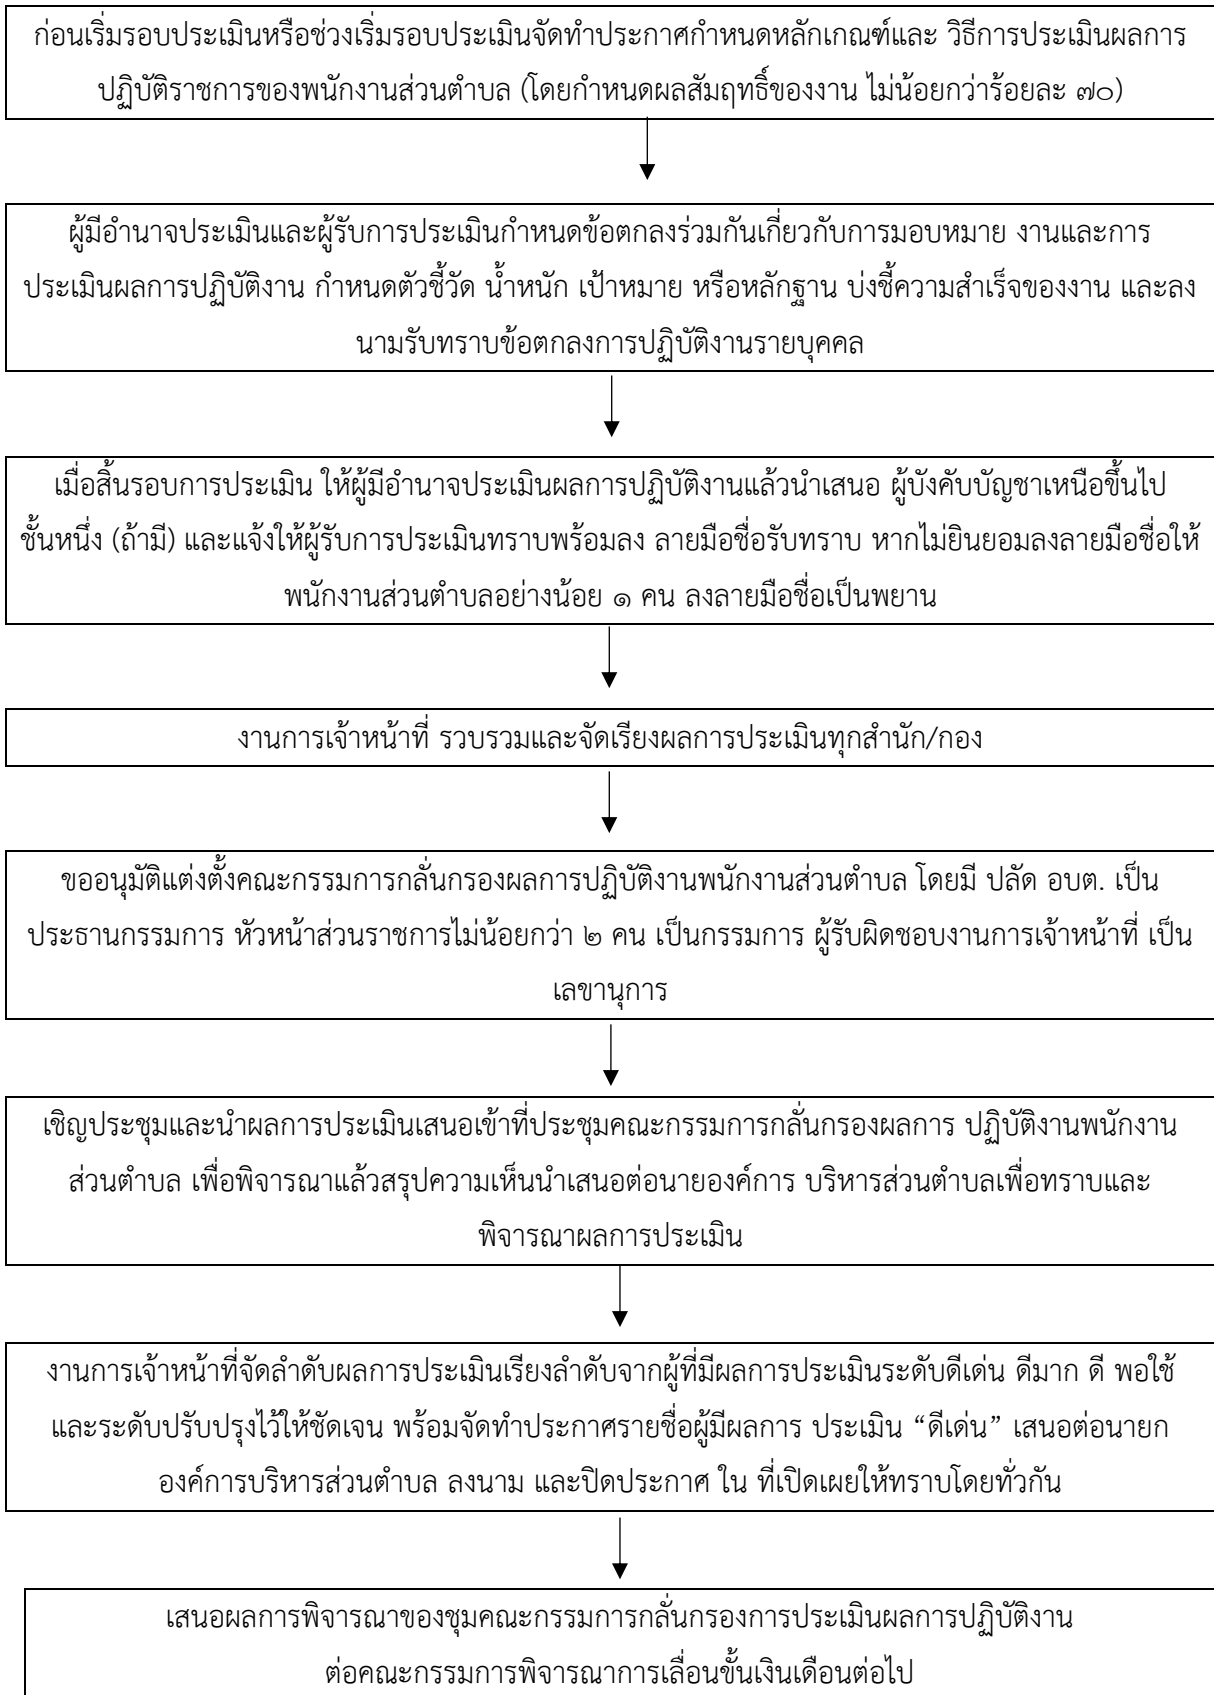 ก่อนเริ่มรอบประเมินหรือช่วงเริ่มรอบประเมินจัดทำประกาศกำหนดหลักเกณฑ์และ วิธีการประเมินผลการ
ปฏิบัติราชการของพนักงานส่วนตำบล (โดยกำหนดผลสัมฤทธิ์ของงาน ไม่น้อยกว่าร้อยละ ๗๐)
ผู้มีอำนาจประเมินและผู้รับการประเมินกำหนดข้อตกลงร่วมกันเกี่ยวกับการมอบหมาย งานและการ
ประเมินผลการปฏิบัติงาน กำหนดตัวชี้วัด น้ำหนัก เป้าหมาย หรือหลักฐาน บ่งชี้ความสำเร็จของงาน และลง
นามรับทราบข้อตกลงการปฏิบัติงานรายบุคคล
เมื่อสิ้นรอบการประเมิน ให้ผู้มีอำนาจประเมินผลการปฏิบัติงานแล้วนำเสนอ ผู้บังคับบัญชาเหนือขึ้นไป
ชั้นหนึ่ง (ถ้ามี) และแจ้งให้ผู้รับการประเมินทราบพร้อมลง ลายมือชื่อรับทราบ หากไม่ยินยอมลงลายมือชื่อให้
พนักงานส่วนตำบลอย่างน้อย ๑ คน ลงลายมือชื่อเป็นพยาน
งานการเจ้าหน้าที่ รวบรวมและจัดเรียงผลการประเมินทุกสำนัก/กอง
ขออนุมัติแต่งตั้งคณะกรรมการกลั่นกรองผลการปฏิบัติงานพนักงานส่วนตำบล โดยมี ปลัด อบต. เป็น
ประธานกรรมการ หัวหน้าส่วนราชการไม่น้อยกว่า ๒ คน เป็นกรรมการ ผู้รับผิดชอบงานการเจ้าหน้าที่ เป็น
เลขานุการ
เชิญประชุมและนำผลการประเมินเสนอเข้าที่ประชุมคณะกรรมการกลั่นกรองผลการ ปฏิบัติงานพนักงาน
ส่วนตำบล เพื่อพิจารณาแล้วสรุปความเห็นนำเสนอต่อนายองค์การ บริหารส่วนตำบลเพื่อทราบและ
พิจารณาผลการประเมิน
งานการเจ้าหน้าที่จัดลำดับผลการประเมินเรียงลำดับจากผู้ที่มีผลการประเมินระดับดีเด่น ดีมาก ดี พอใช้
และระดับปรับปรุงไว้ให้ชัดเจน พร้อมจัดทำประกาศรายชื่อผู้มีผลการ ประเมิน “ดีเด่น” เสนอต่อนายก
องค์การบริหารส่วนตำบล ลงนาม และปิดประกาศ ใน ที่เปิดเผยให้ทราบโดยทั่วกัน
เสนอผลการพิจารณาของชุมคณะกรรมการกลั่นกรองการประเมินผลการปฏิบัติงาน
ต่อคณะกรรมการพิจารณาการเลื่อนขั้นเงินเดือนต่อไป